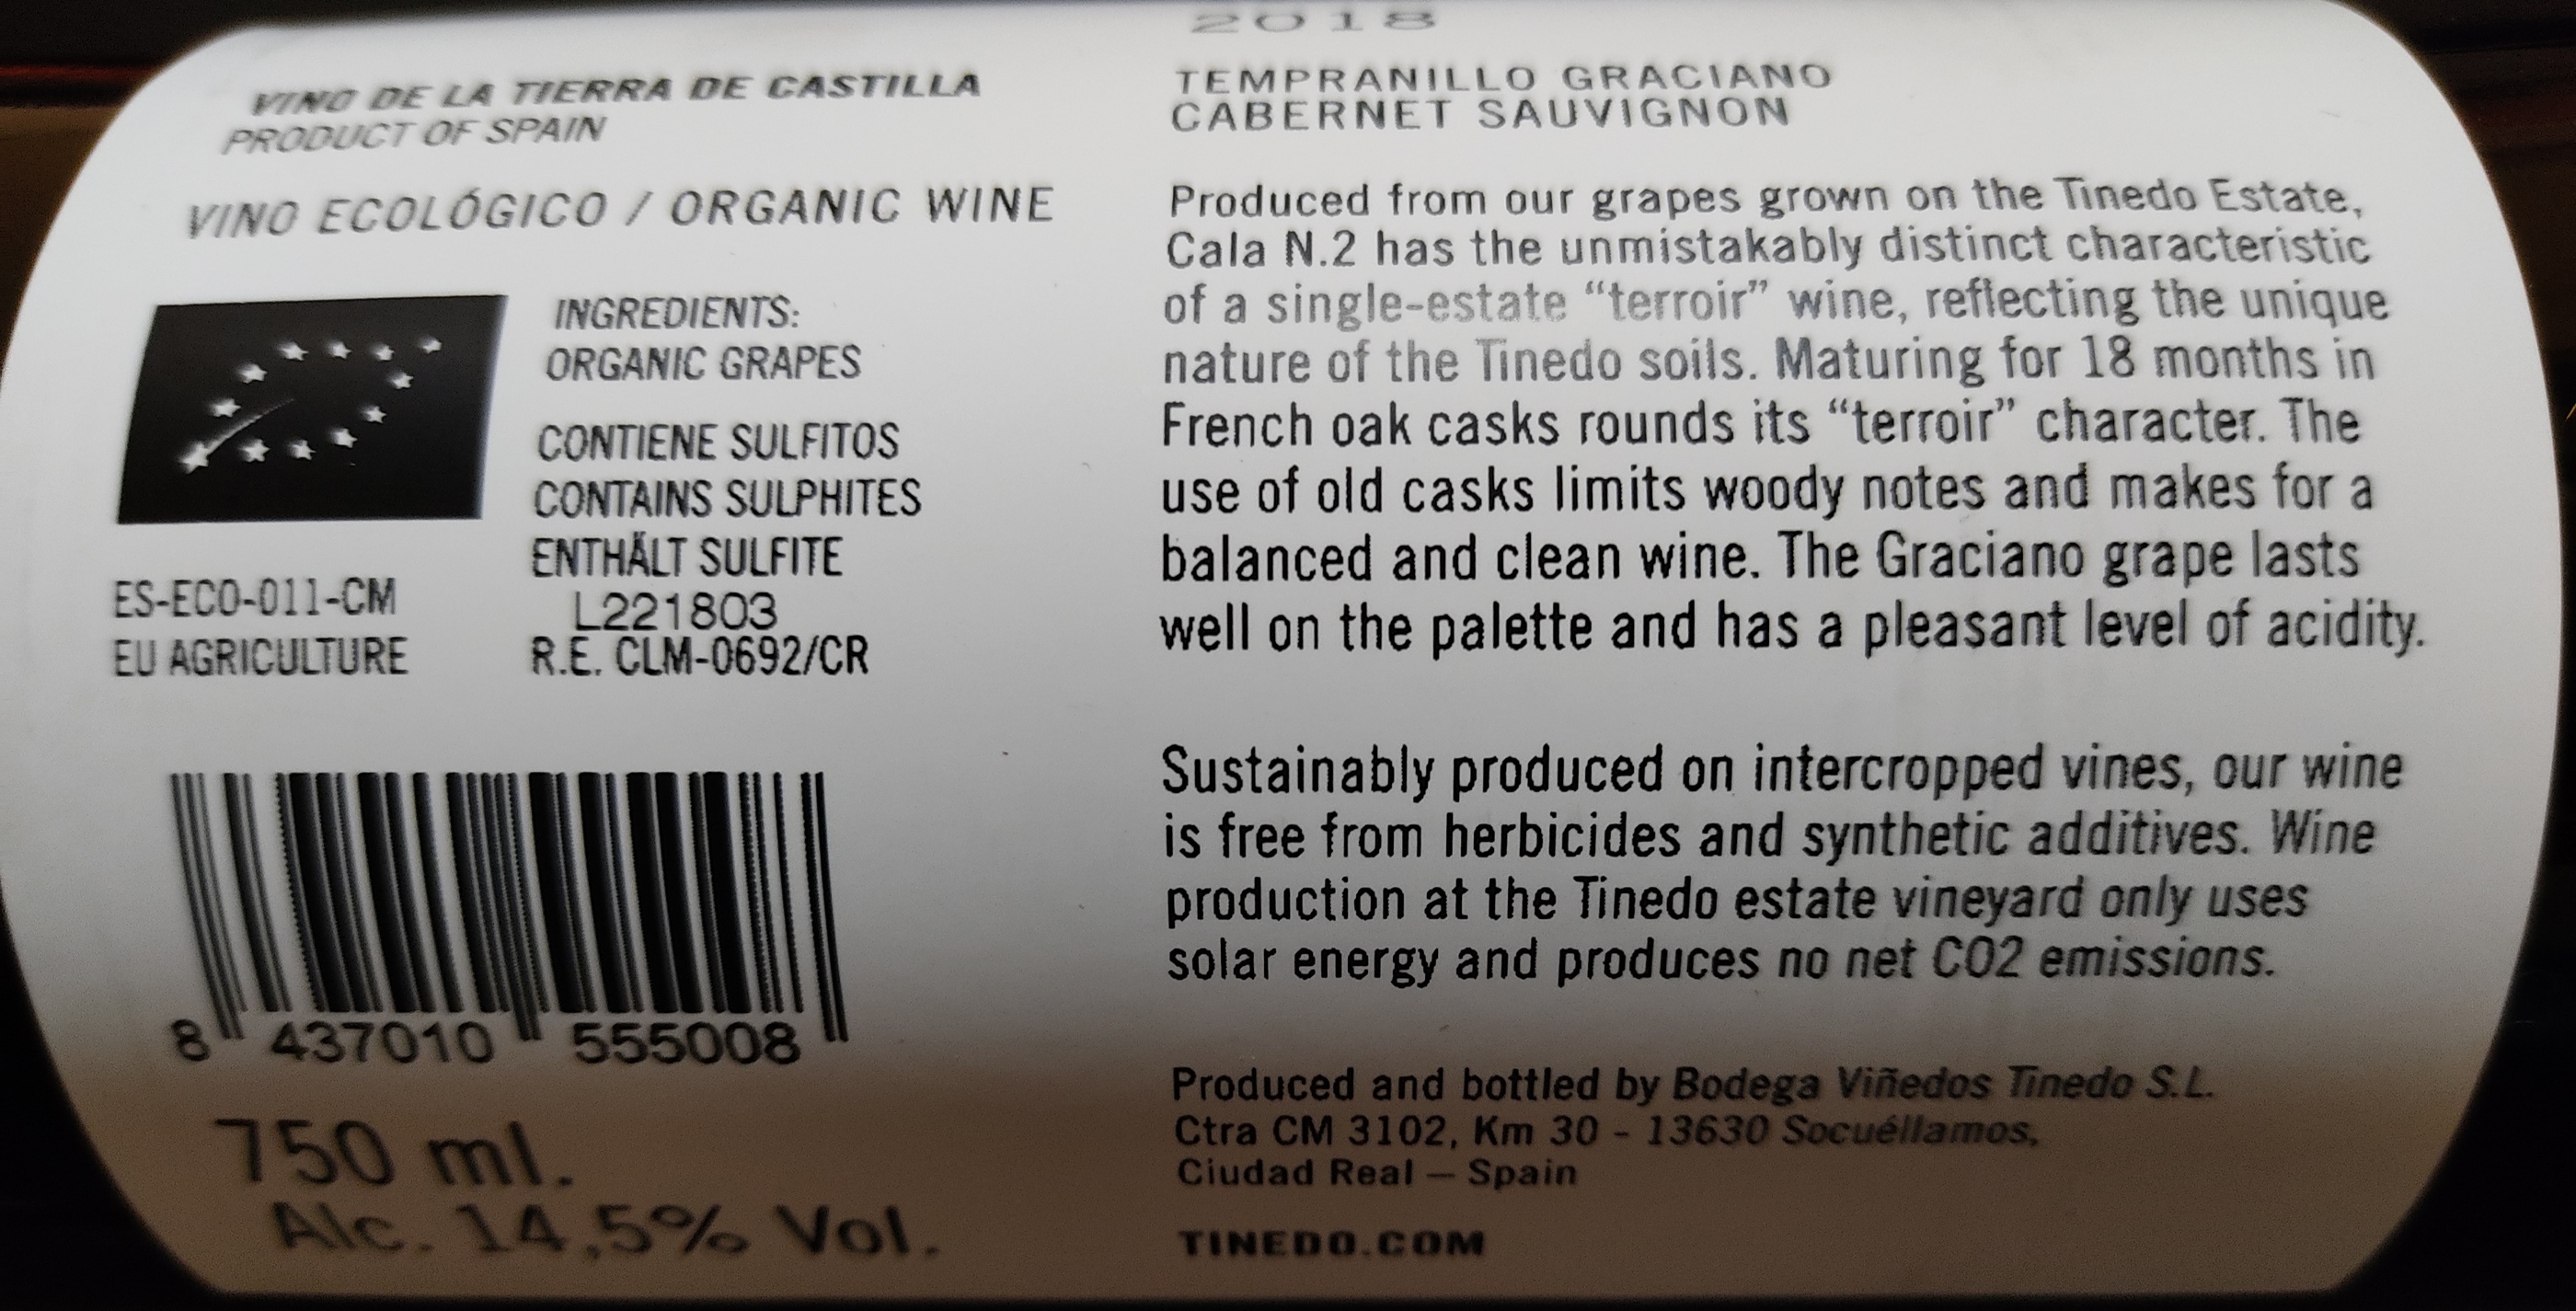 VINO DE LA TIERRA DE CASTILLA
PRODUCT OF SPAIN
VINO ECOLÓGICO / ORGANIC WINE
INGREDIENTS:
ORGANIC GRAPES
CONTIENE SULFITOS
CONTAINS SULPHITES
ENTHÄLT SULFITE
L221803
R.E. CLM-0692/CR
ES-ECO-011-CM
EU AGRICULTURE
8 437010 555008
750 ml.
Alc. 14,5% Vol.
2018
TEMPRANILLO GRACIANO
CABERNET SAUVIGNON
Produced from our grapes grown on the Tinedo Estate,
Cala N.2 has the unmistakably distinct characteristic
of a single-estate “terroir” wine, reflecting the unique
nature of the Tinedo soils. Maturing for 18 months in
French oak casks rounds its “terroir” character. The
use of old casks limits woody notes and makes for a
balanced and clean wine. The Graciano grape lasts
well on the palette and has a pleasant level of acidity.
Sustainably produced on intercropped vines, our wine
is free from herbicides and synthetic additives. Wine
production at the Tinedo estate vineyard only uses
solar energy and produces no net CO2 emissions.
Produced and bottled by Bodega Viñedos Tinedo S.L.
Ctra CM 3102, Km 30 - 13630 Socuéllamos,
Ciudad Real – Spain
TINEDO.COM